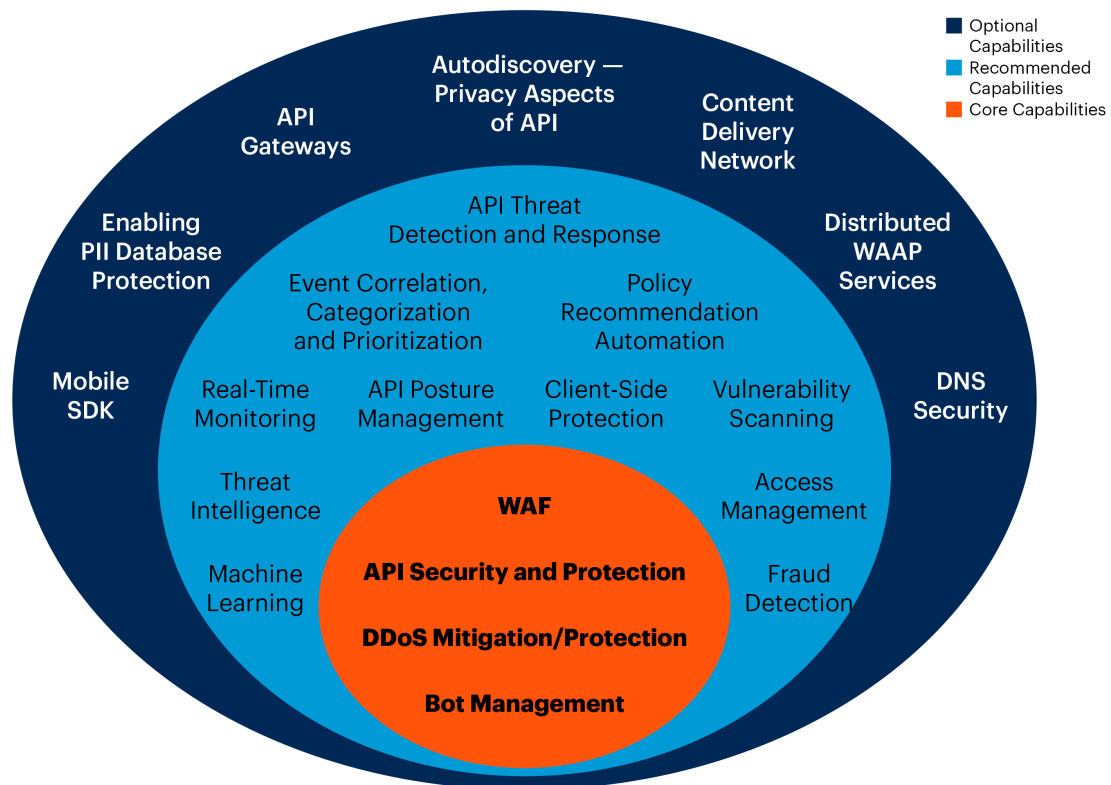 Optional
Capabilities
Recommended
Capabilities
Core Capabilities
Autodiscovery —
Privacy Aspects
of API
API
Gateways
Content
Delivery
Network
Enabling
PII Database
Protection
Distributed
WAAP
Services
Mobile
SDK
DNS
Security
API Threat
Detection and Response
Event Correlation,
Categorization
and Prioritization
Policy
Recommendation
Automation
Real-Time
Monitoring
API Posture
Management
Client-Side
Protection
Vulnerability
Scanning
Threat
Intelligence
Access
Management
Machine
Learning
Fraud
Detection
WAF
API Security and Protection
DDoS Mitigation/Protection
Bot Management